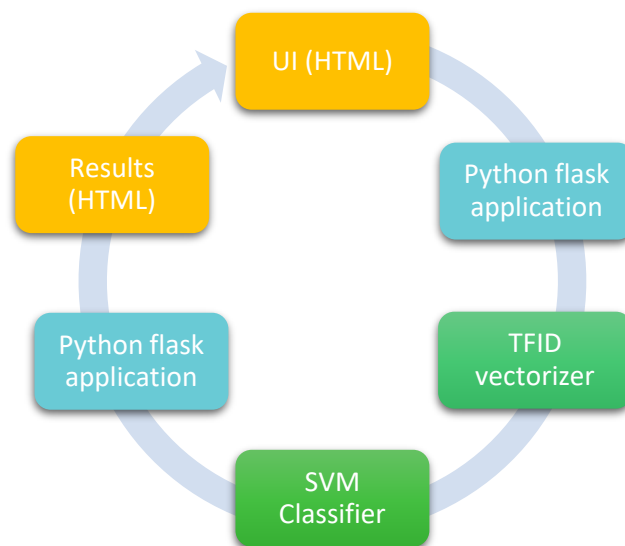 UI (HTML)
Python flask
application
TFID
vectorizer
SVM
Classifier
Python flask
application
Results
(HTML)